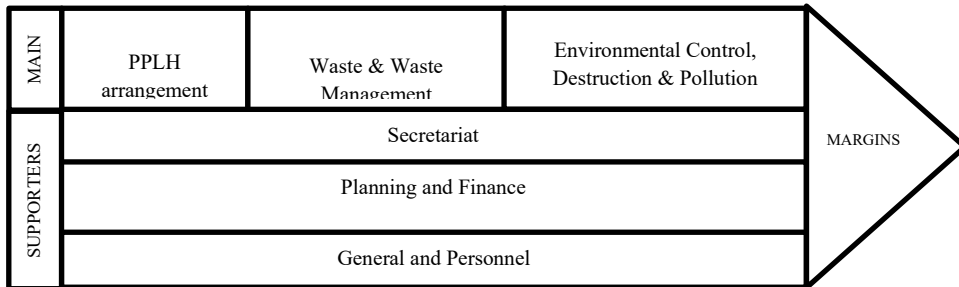 MAIN
PPLH
arrangement
Waste & Waste
Management
Environmental Control,
Destruction & Pollution
SUPPORTERS
Secretariat
Planning and Finance
General and Personnel
MARGINS